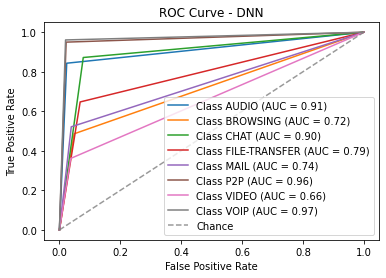 ROC Curve - DNN
1.0
0.8
0.6
0.4
0.2
0.0
True Positive Rate
Class AUDIO (AUC = 0.91)
Class BROWSING (AUC = 0.72)
Class CHAT (AUC = 0.90)
Class FILE-TRANSFER (AUC = 0.79)
Class MAIL (AUC = 0.74)
Class P2P (AUC = 0.96)
Class VIDEO (AUC = 0.66)
Class VOIP (AUC = 0.97)
Chance
0.0 0.2 0.4 0.6 0.8 1.0
False Positive Rate